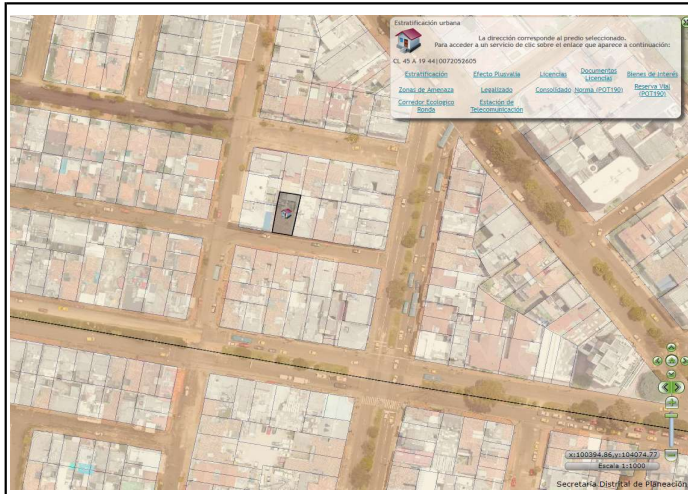 Estratificación urbana
La dirección corresponde al predio seleccionado.
Para acceder a un servicio de clic sobre el enlace que aparece a continuación:
CL 45 A 19 44|0072052605
Estratificación Efecto Plusvalía Licencias Documentos Licencias Bienes de Interés
Zonas de Amenaza Legalizado Consolidado Norma (POT190) Reserva Vial (POT190)
Corredor Ecológico Ronda Estación de Telecomunicación
x:100394.86,y:104074.77
Escala 1:1000
Secretaría Distrital de Planeación